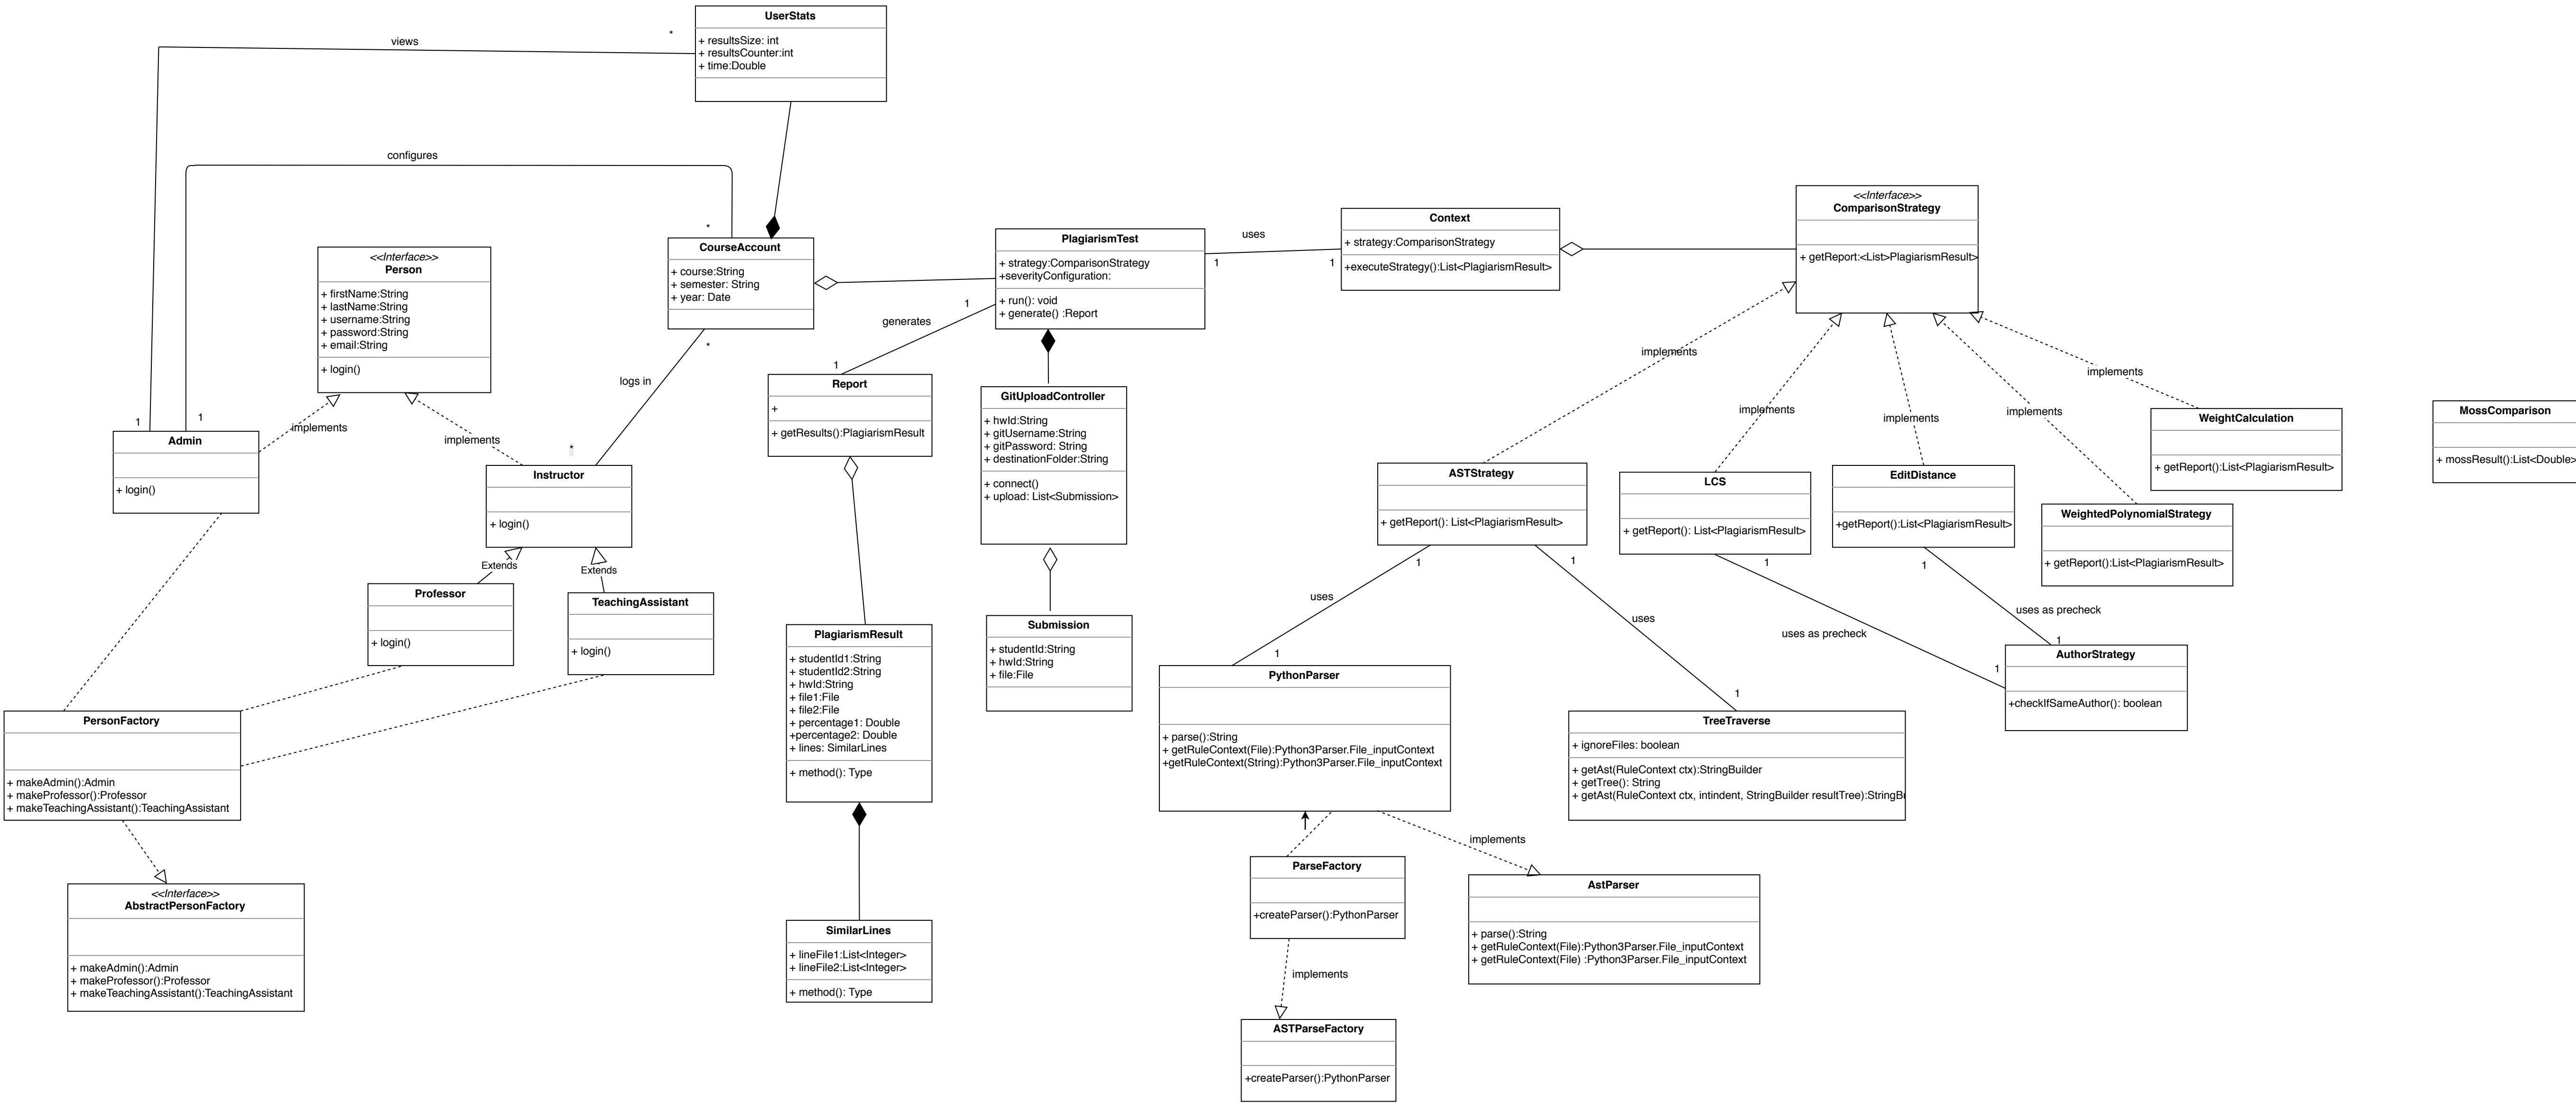 UserStats
+ resultsSize: int
+ resultsCounter:int
+ time:Double
views
*
configures
*
<<Interface>>
Person
+ firstName:String
+ lastName:String
+ username:String
+ password:String
+ email:String
+ login()
CourseAccount
+ course:String
+ semester: String
+ year: Date
*
PlagiarismTest
+ strategy:ComparisonStrategy
+severityConfiguration:
+ run(): void
+ generate() :Report
uses
1
1
Context
+ strategy:ComparisonStrategy
+executeStrategy():List<PlagiarismResult>
<<Interface>>
ComparisonStrategy
+ getReport:<List>PlagiarismResult>
generates
1
1
logs in
*
1
1
Admin
+ login()
implements
implements
Instructor
+ login()
Extends
Extends
Professor
+ login()
TeachingAssistant
+ login()
Report
+
+ getResults():PlagiarismResult
GitUploadController
+ hwId:String
+ gitUsername:String
+ gitPassword: String
+ destinationFolder:String
+ connect()
+ upload: List<Submission>
Submission
+ studentId:String
+ hwId:String
+ file:File
PlagiarismResult
+ studentId1:String
+ studentId2:String
+ hwId:String
+ file1:File
+ file2:File
+ percentage1: Double
+percentage2: Double
+ lines: SimilarLines
+ method(): Type
SimilarLines
+ lineFile1:List<Integer>
+ lineFile2:List<Integer>
+ method(): Type
PersonFactory
+ makeAdmin():Admin
+ makeProfessor():Professor
+ makeTeachingAssistant():TeachingAssistant
<<Interface>>
AbstractPersonFactory
+ makeAdmin():Admin
+ makeProfessor():Professor
+ makeTeachingAssistant():TeachingAssistant
implements
implements
implements
implements
implements
ASTStrategy
+ getReport(): List<PlagiarismResult>
LCS
+ getReport(): List<PlagiarismResult>
EditDistance
+getReport():List<PlagiarismResult>
WeightedPolynomialStrategy
+ getReport():List<PlagiarismResult>
WeightCalculation
+ getReport():List<PlagiarismResult>
MossComparison
+ mossResult():List<Double>
1
1
1
1
uses
uses
uses as precheck
uses as precheck
1
1
1
1
AuthorStrategy
+checkIfSameAuthor(): boolean
PythonParser
+ parse():String
+ getRuleContext(File):Python3Parser.File_inputContext
+getRuleContext(String):Python3Parser.File_inputContext
TreeTraverse
+ ignoreFiles: boolean
+ getAst(RuleContext ctx):StringBuilder
+ getTree(): String
+ getAst(RuleContext ctx, intindent, StringBuilder resultTree):StringBu
implements
ParseFactory
+createParser():PythonParser
AstParser
+ parse():String
+ getRuleContext(File):Python3Parser.File_inputContext
+ getRuleContext(File) :Python3Parser.File_inputContext
implements
ASTParseFactory
+createParser():PythonParser